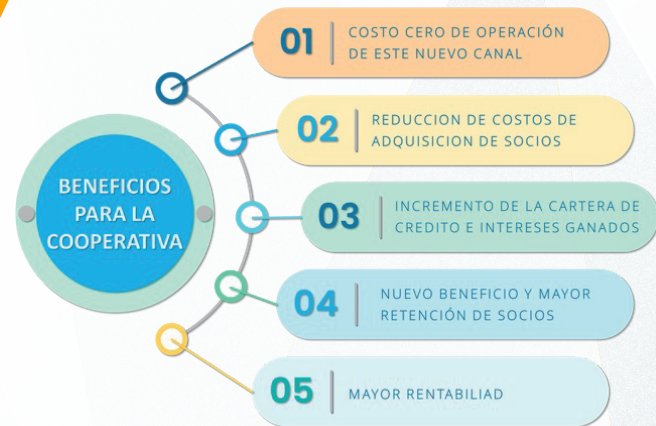 BENEFICIOS
PARA LA
COOPERATIVA
01
COSTO CERO DE OPERACIÓN
DE ESTE NUEVO CANAL
02
REDUCCION DE COSTOS DE
ADQUISICION DE SOCIOS
03
INCREMENTO DE LA CARTERA DE
CREDITO E INTERESES GANADOS
04
NUEVO BENEFICIO Y MAYOR
RETENCIÓN DE SOCIOS
05
MAYOR RENTABILIAD